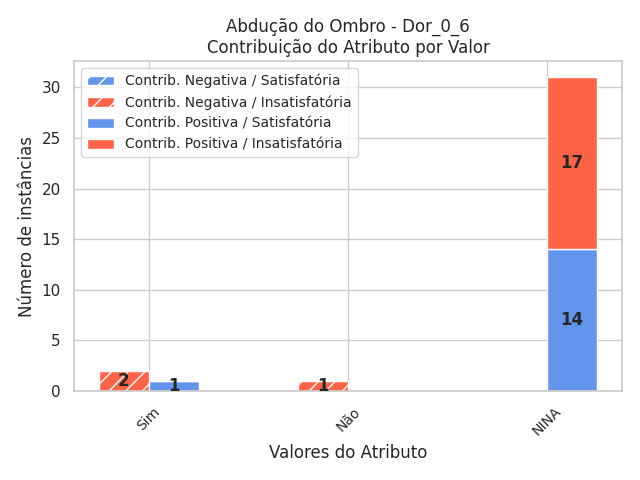 Abdução do Ombro - Dor_0_6
Contribuição do Atributo por Valor
Contrib. Negativa / Satisfatória
Contrib. Negativa / Insatisfatória
Contrib. Positiva / Satisfatória
Contrib. Positiva / Insatisfatória
Número de instâncias
30
25
20
15
10
5
0
2
1
1
17
14
Sim
Não
NINA
Valores do Atributo